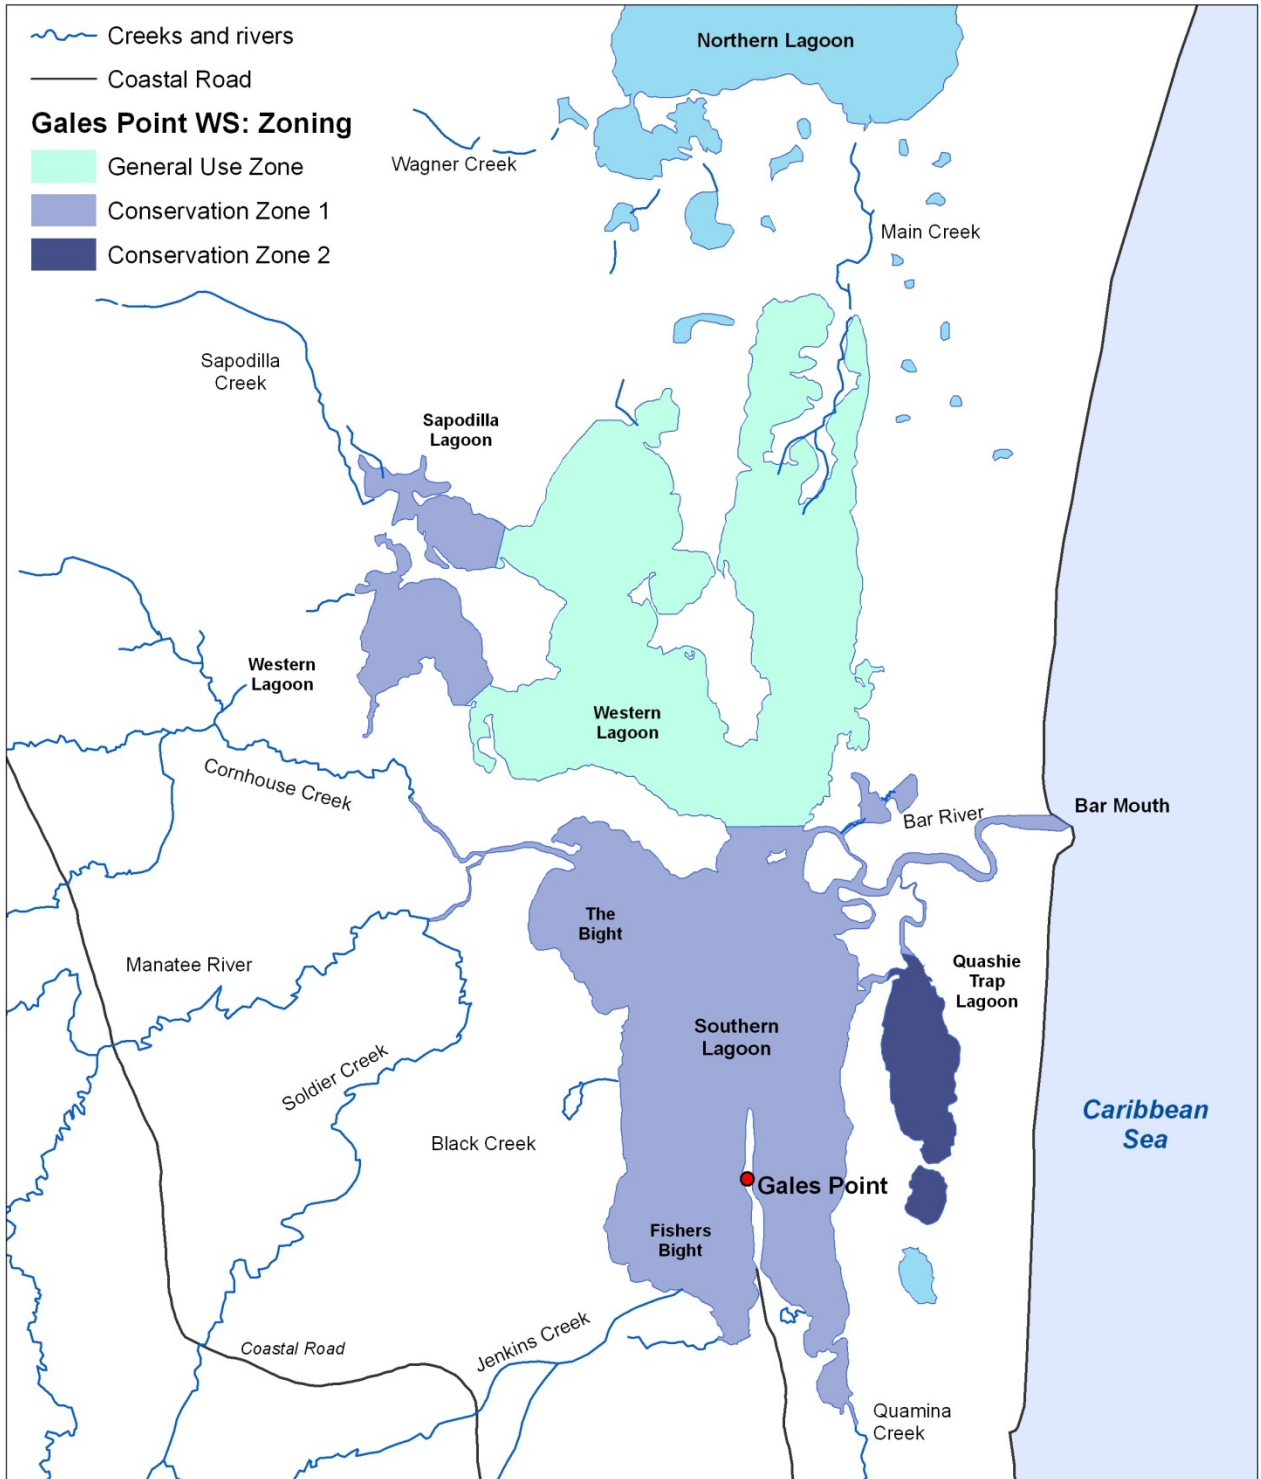 Creeks and rivers
Coastal Road
Gales Point WS: Zoning
General Use Zone
Conservation Zone 1
Conservation Zone 2
Northern Lagoon
Wagner Creek
Main Creek
Sapodilla
Creek
Sapodilla
Lagoon
Western
Lagoon
Western
Lagoon
Cornhouse Creek
Bar River
Bar Mouth
The
Bight
Manatee River
Quashie
Trap
Lagoon
Southern
Lagoon
Soldier Creek
Black Creek
Caribbean
Sea
Gales Point
Fishers
Bight
Jenkins Creek
Coastal Road
Quamina
Creek